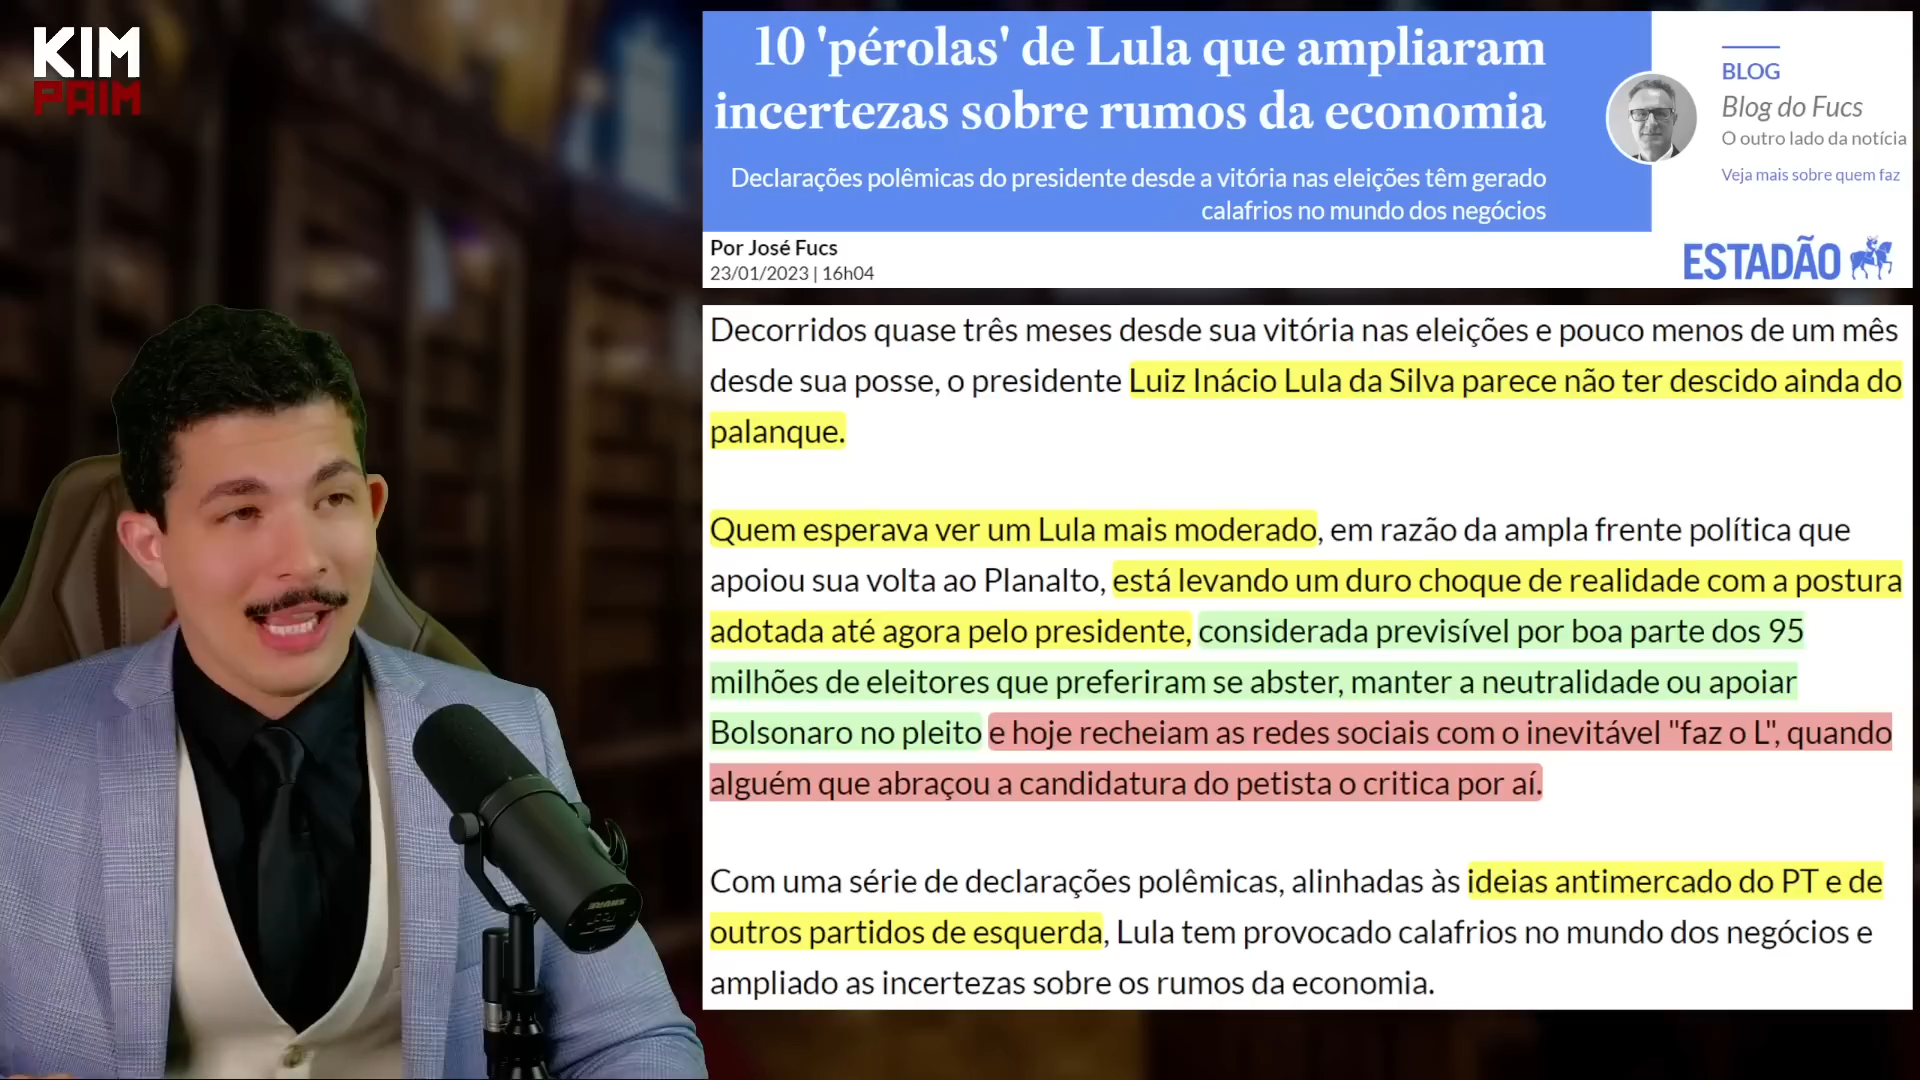 KIM
PAIM
10 'pérolas' de Lula que ampliaram
incertezas sobre rumos da economia
Declarações polêmicas do presidente desde a vitória nas eleições têm gerado
calafrios no mundo dos negócios
BLOG
Blog do Fucs
O outro lado da notícia
Veja mais sobre quem faz
Por José Fucs
23/01/2023 | 16h04
ESTADÃO
Decorridos quase três meses desde sua vitória nas eleições e pouco menos de um mês
desde sua posse, o presidente Luiz Inácio Lula da Silva parece não ter descido ainda do
palanque.
Quem esperava ver um Lula mais moderado, em razão da ampla frente política que
apoiou sua volta ao Planalto, está levando um duro choque de realidade com a postura
adotada até agora pelo presidente, considerada previsível por boa parte dos 95
milhões de eleitores que preferiram se abster, manter a neutralidade ou apoiar
Bolsonaro no pleito e hoje recheiam as redes sociais com o inevitável "faz o L", quando
alguém que abraçou a candidatura do petista o critica por aí.
Com uma série de declarações polêmicas, alinhadas às ideias antimercado do PT e de
outros partidos de esquerda, Lula tem provocado calafrios no mundo dos negócios e
ampliado as incertezas sobre os rumos da economia.